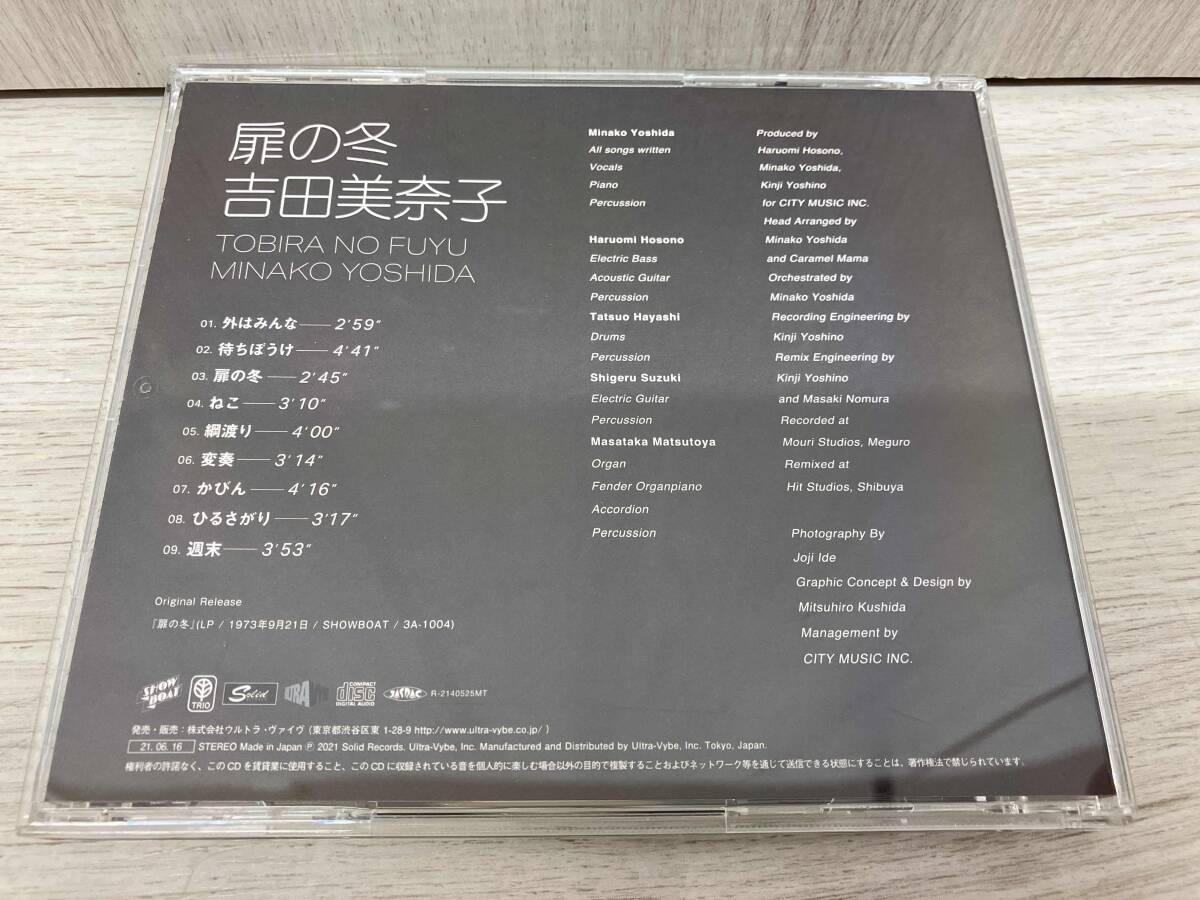 扉の冬
吉田美奈子
TOBIRA NO FUYU
MINAKO YOSHIDA
01. 外はみんな——2'59"
02. 待ちぼうけ——4'41"
03. 扉の冬——2'45"
04. ねこ——3'10"
05. 綱渡り——4'00"
06. 変奏——3'14"
07. かびん——4'16"
08. ひるさがり——3'17"
09. 週末——3'53"
Original Release
『扉の冬』(LP / 1973年9月21日 / SHOWBOAT / 3A-1004)
Minako Yoshida
All songs written
Vocals
Piano
Percussion
Haruomi Hosono
Electric Bass
Acoustic Guitar
Percussion
Tatsuo Hayashi
Drums
Percussion
Shigeru Suzuki
Electric Guitar
Percussion
Masataka Matsutoya
Organ
Fender Organpiano
Accordion
Percussion
Produced by
Haruomi Hosono,
Minako Yoshida,
Kinji Yoshino
for CITY MUSIC INC.
Head Arranged by
Minako Yoshida
and Caramel Mama
Orchestrated by
Minako Yoshida
Recording Engineering by
Kinji Yoshino
Remix Engineering by
Kinji Yoshino
and Masaki Nomura
Recorded at
Mouri Studios, Meguro
Remixed at
Hit Studios, Shibuya
Photography By
Joji Ide
Graphic Concept & Design by
Mitsuhiro Kushida
Management by
CITY MUSIC INC.
SHOW BOAT
TRIO
Solid
ULTRA-VYBE
COMPACT disc DIGITAL AUDIO
JASRAC
R-2140525MT
発売・販売：株式会社ウルトラ・ヴァイヴ (東京都渋谷区東 1-28-9 http://www.ultra-vybe.co.jp/ )
21. 06. 16 STEREO Made in Japan Ⓟ 2021 Solid Records. Ultra-Vybe, Inc. Manufactured and Distributed by Ultra-Vybe, Inc. Tokyo, Japan.
権利者の許諾なく、このCDを賃貸業に使用すること、このCDに収録されている音を個人的に楽しむ場合以外の目的で複製することおよびネットワーク等を通じて送信できる状態にすることは、著作権法で禁じられています。